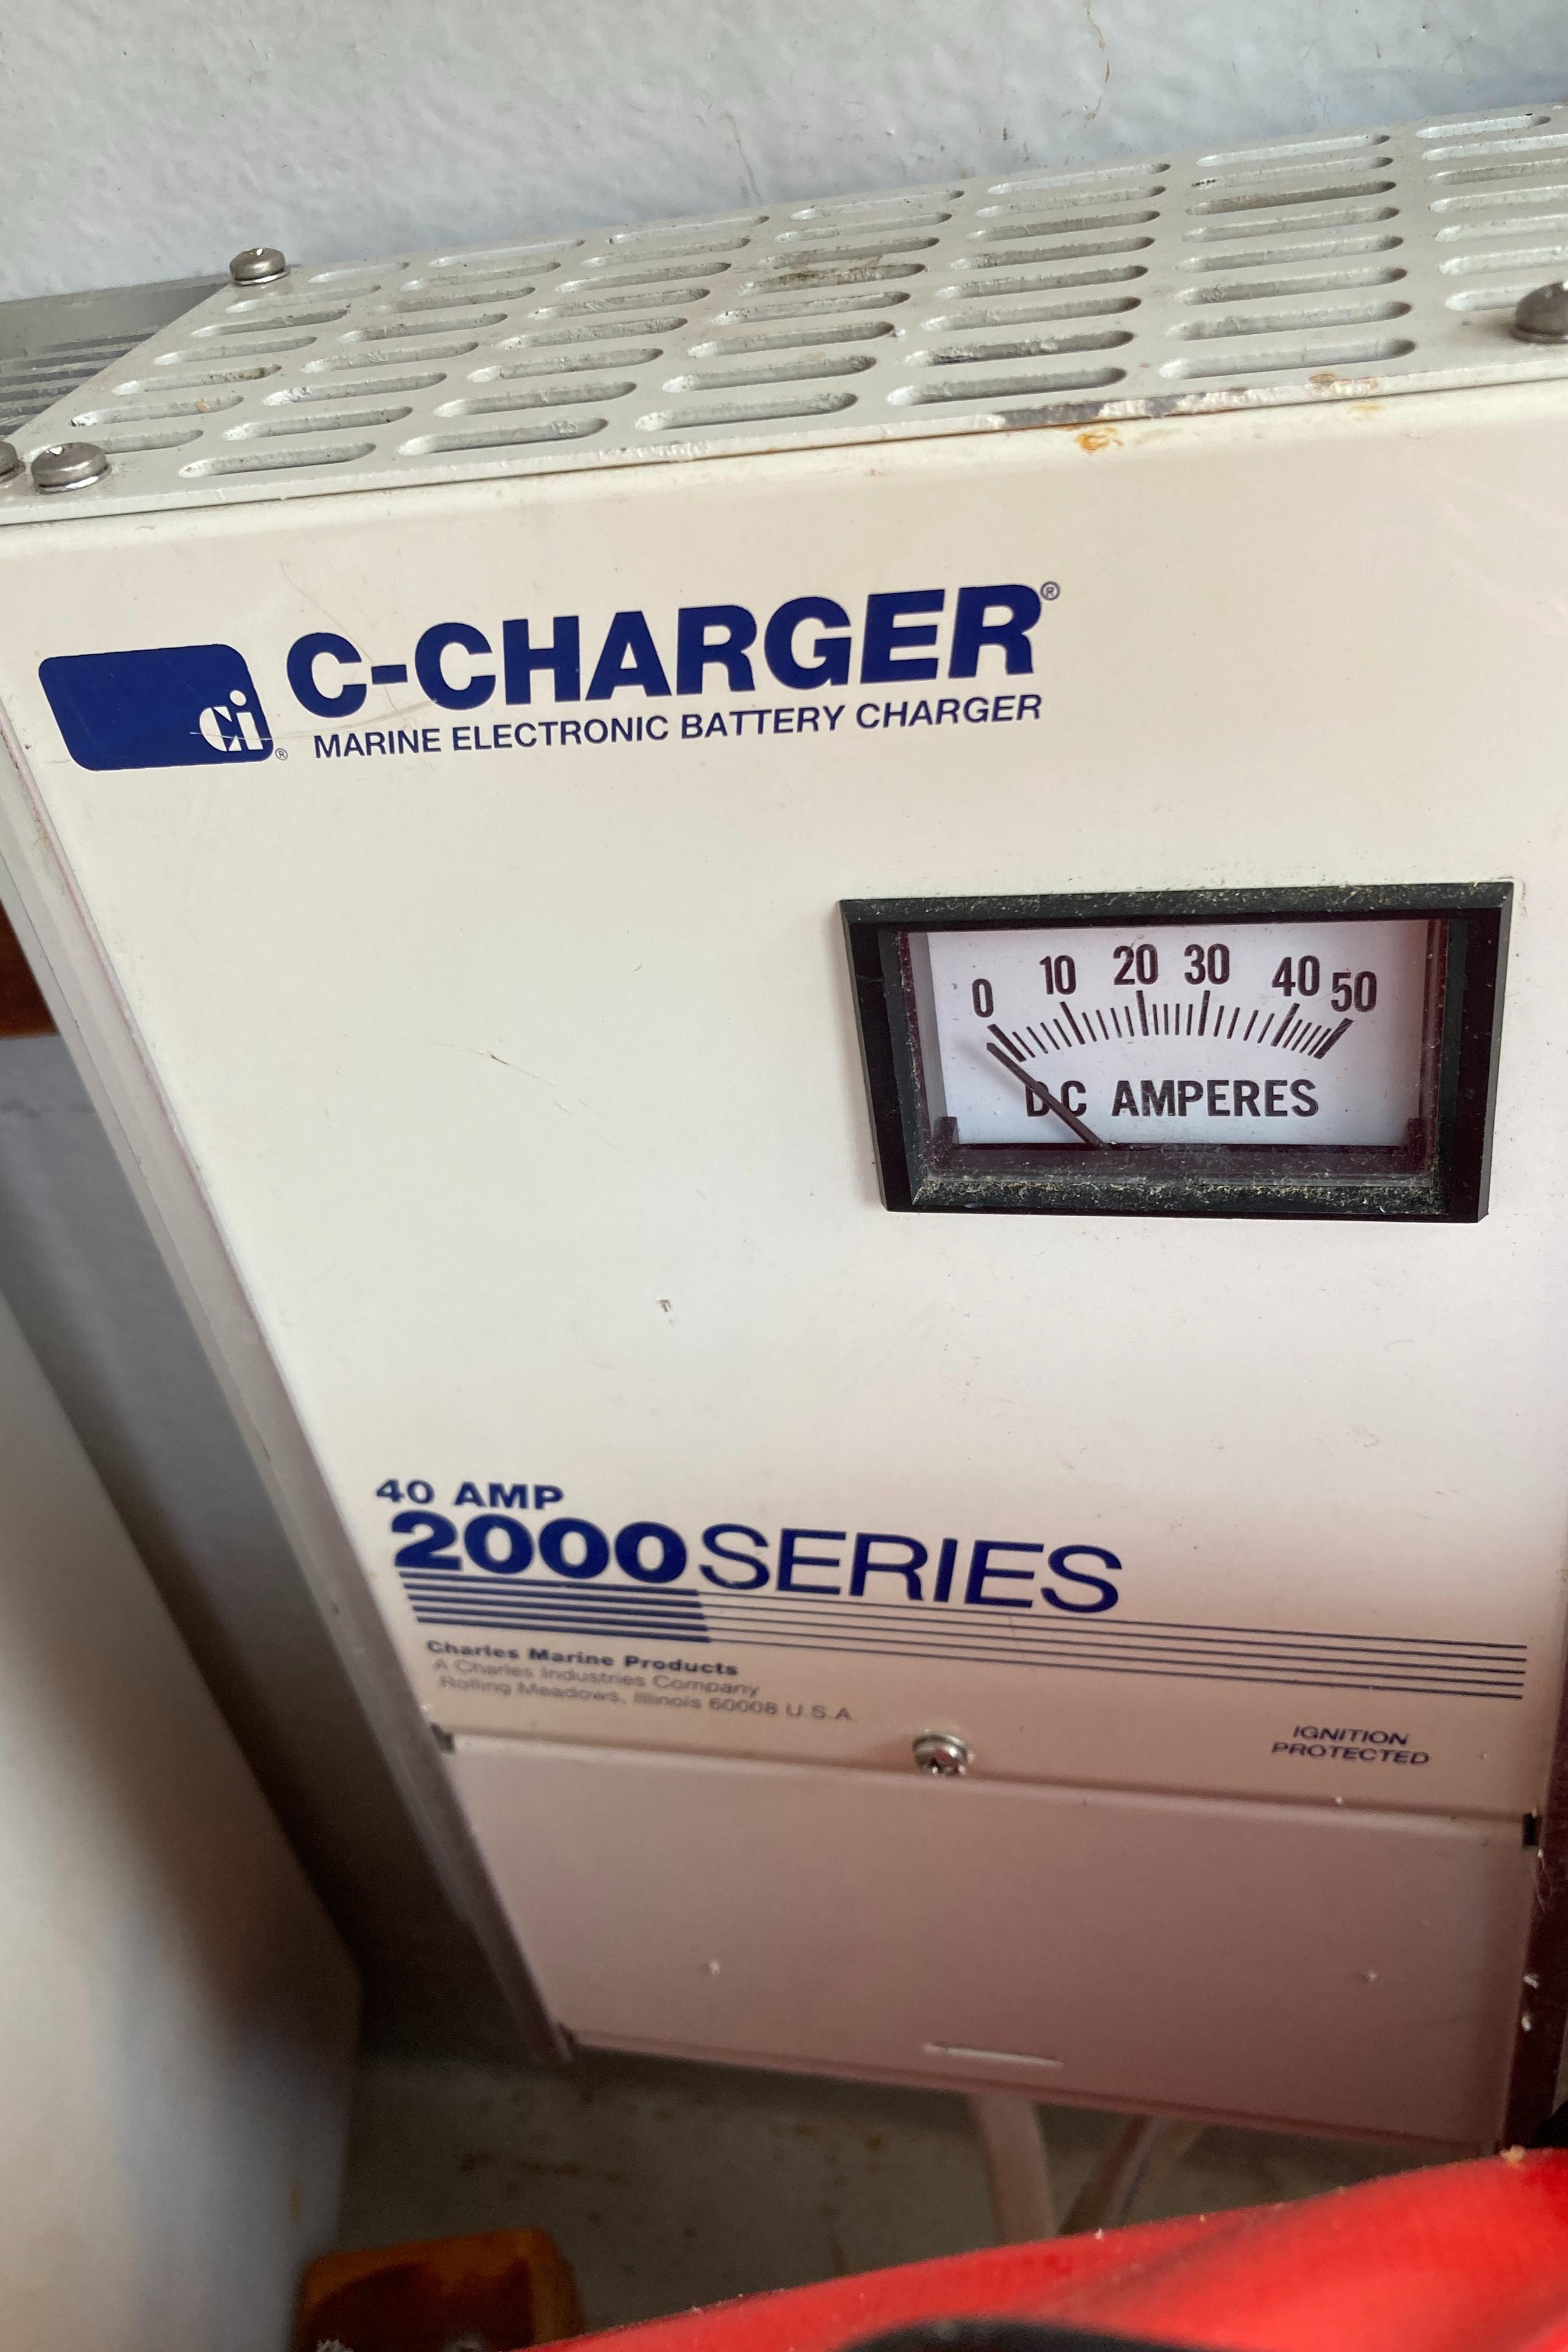 C-CHARGER®
Ci®
MARINE ELECTRONIC BATTERY CHARGER
0 10 20 30 40 50
DC AMPERES
40 AMP
2000 SERIES
Charles Marine Products
A Charles Industries Company
Rolling Meadows, Illinois 60008 U.S.A.
IGNITION
PROTECTED